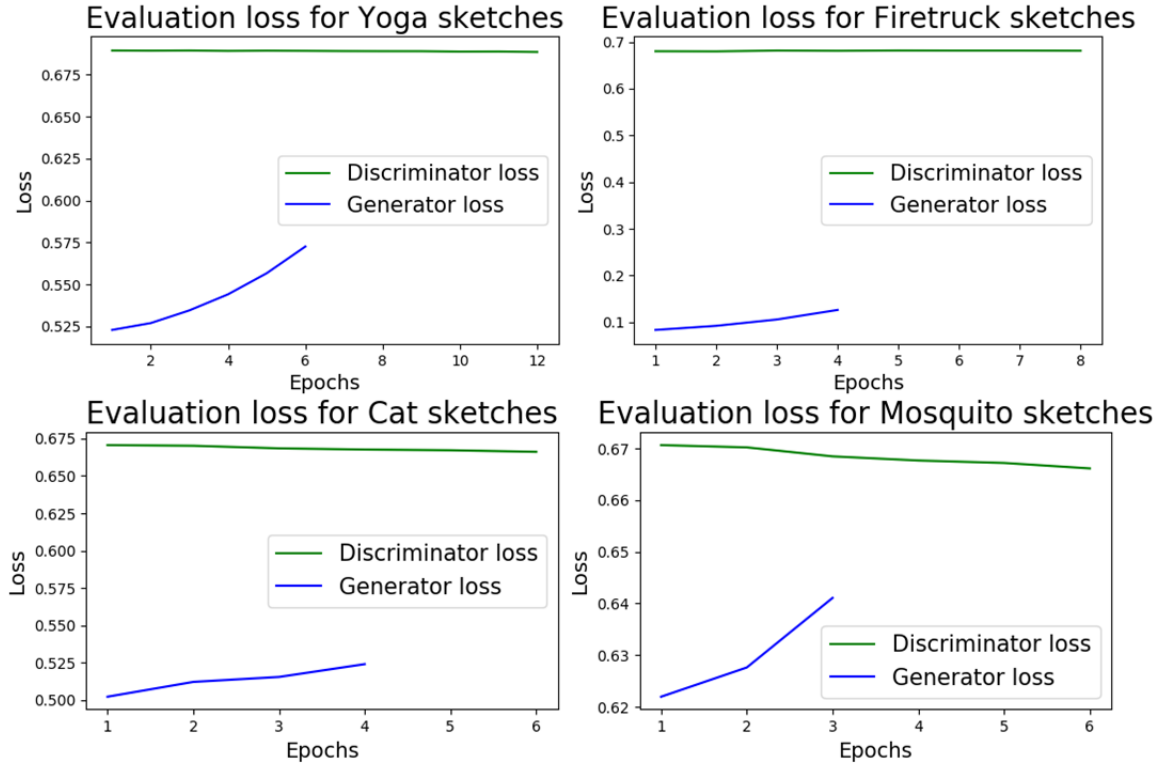 Evaluation loss for Yoga sketches
0.675
0.650
0.625
0.600
0.575
0.550
0.525
Loss
Discriminator loss
Generator loss
2 4 6 8 10 12
Epochs
Evaluation loss for Firetruck sketches
0.7
0.6
0.5
0.4
0.3
0.2
0.1
Loss
Discriminator loss
Generator loss
1 2 3 4 5 6 7 8
Epochs
Evaluation loss for Cat sketches
0.675
0.650
0.625
0.600
0.575
0.550
0.525
0.500
Loss
Discriminator loss
Generator loss
1 2 3 4 5 6
Epochs
Evaluation loss for Mosquito sketches
0.67
0.66
0.65
0.64
0.63
0.62
Loss
Discriminator loss
Generator loss
1 2 3 4 5 6
Epochs